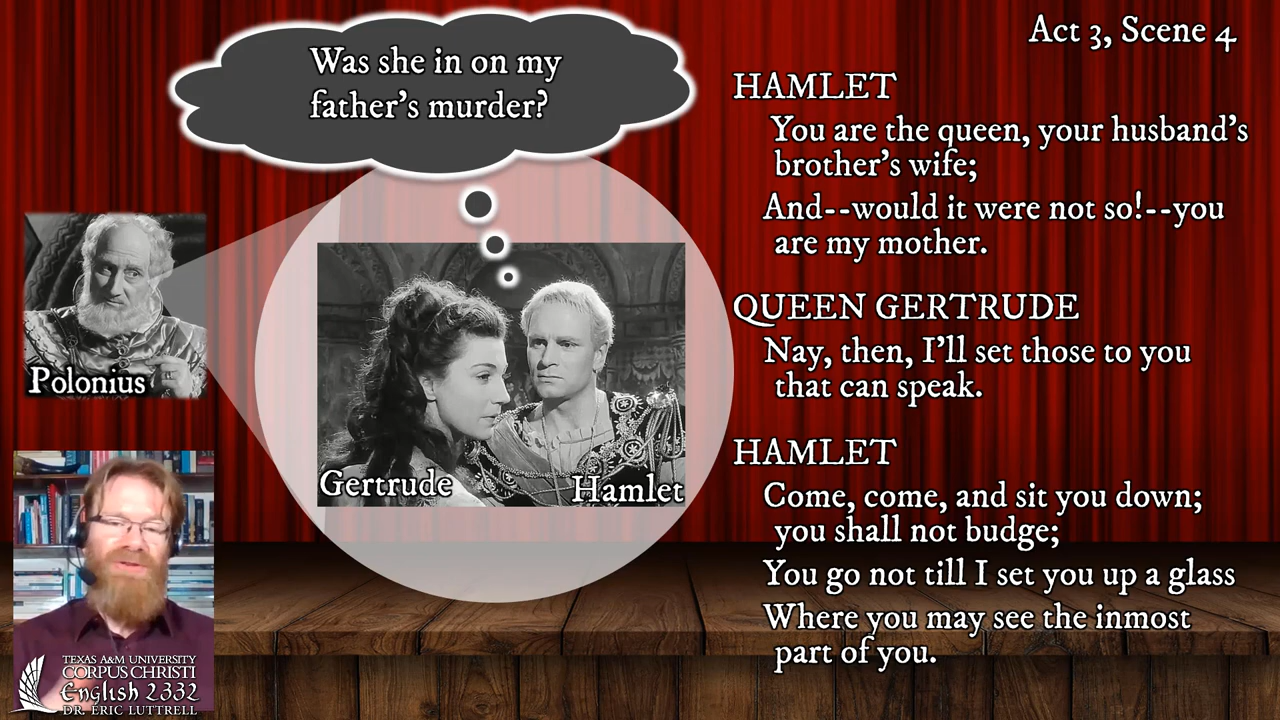 Was she in on my
father's murder?
Act 3, Scene 4
HAMLET
You are the queen, your husband's
brother's wife;
And--would it were not so!--you
are my mother.
QUEEN GERTRUDE
Nay, then, I'll set those to you
that can speak.
HAMLET
Come, come, and sit you down;
you shall not budge;
You go not till I set you up a glass
Where you may see the inmost
part of you.
Polonius
Gertrude
Hamlet
TEXAS A&M UNIVERSITY
CORPUS CHRISTI
English 2332
DR. ERIC LUTTRELL